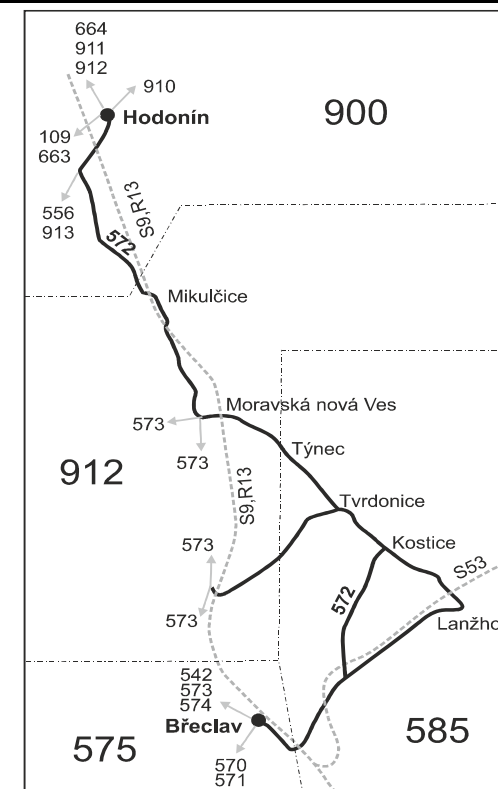 664
911
912
910
Hodonín
900
109
663
556
913
S9,R13
572
Mikulčice
Moravská nová Ves
573
573
Týnec
912
S9,R13
Tvrdonice
573
Kostice
S53
572
573
Lanžho
542
573
574
Břeclav
575
585
570
571